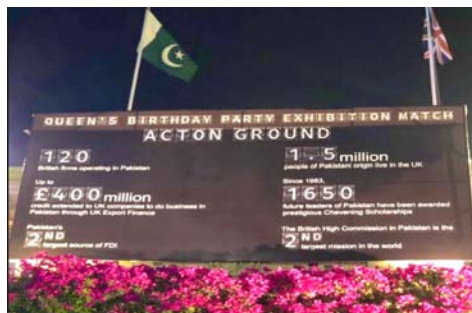 QUEEN'S BIRTHDAY PARTY EXHIBITION MATCH
ACTON GROUND
120
British firms operating in Pakistan
Up to
£400 million
credit extended to UK companies to do business in
Pakistan through UK Export Finance
Pakistan's
2ND largest source of FDI
1.5 million
people of Pakistani origin live in the UK
Since 1983,
1650
future leaders of Pakistan have been awarded
prestigious Chevening Scholarships
The British High Commission in Pakistan is the
2ND largest mission in the world